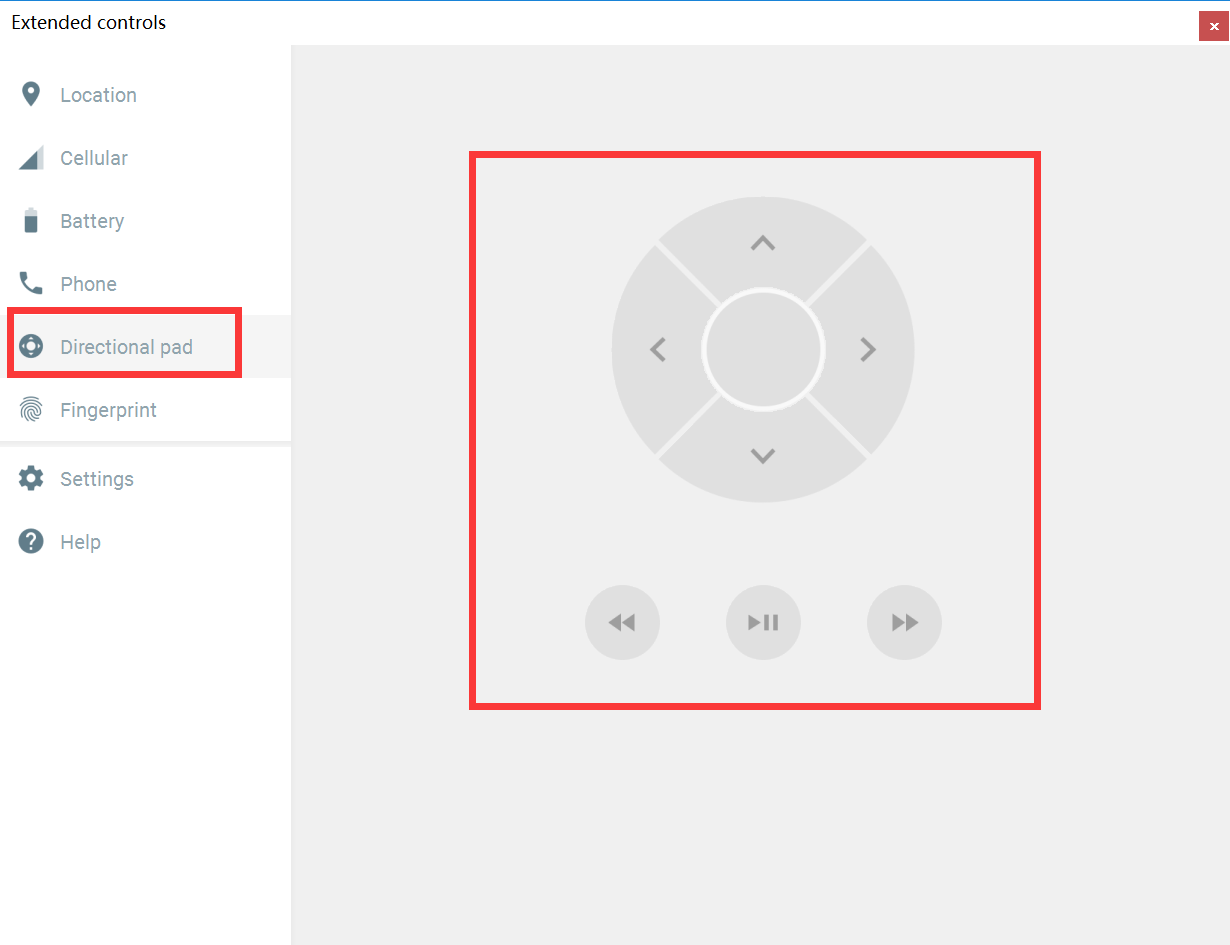 Extended controls
Location
Cellular
Battery
Phone
Directional pad
Fingerprint
Settings
Help